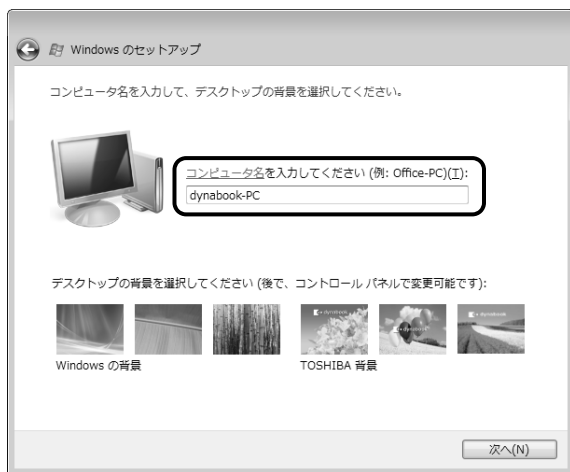 Windows のセットアップ
コンピュータ名を入力して、デスクトップの背景を選択してください。
コンピュータ名を入力してください (例: Office-PC)(T):
dynabook-PC
デスクトップの背景を選択してください (後で、コントロール パネルで変更可能です):
Windows の背景
TOSHIBA 背景
次へ(N)